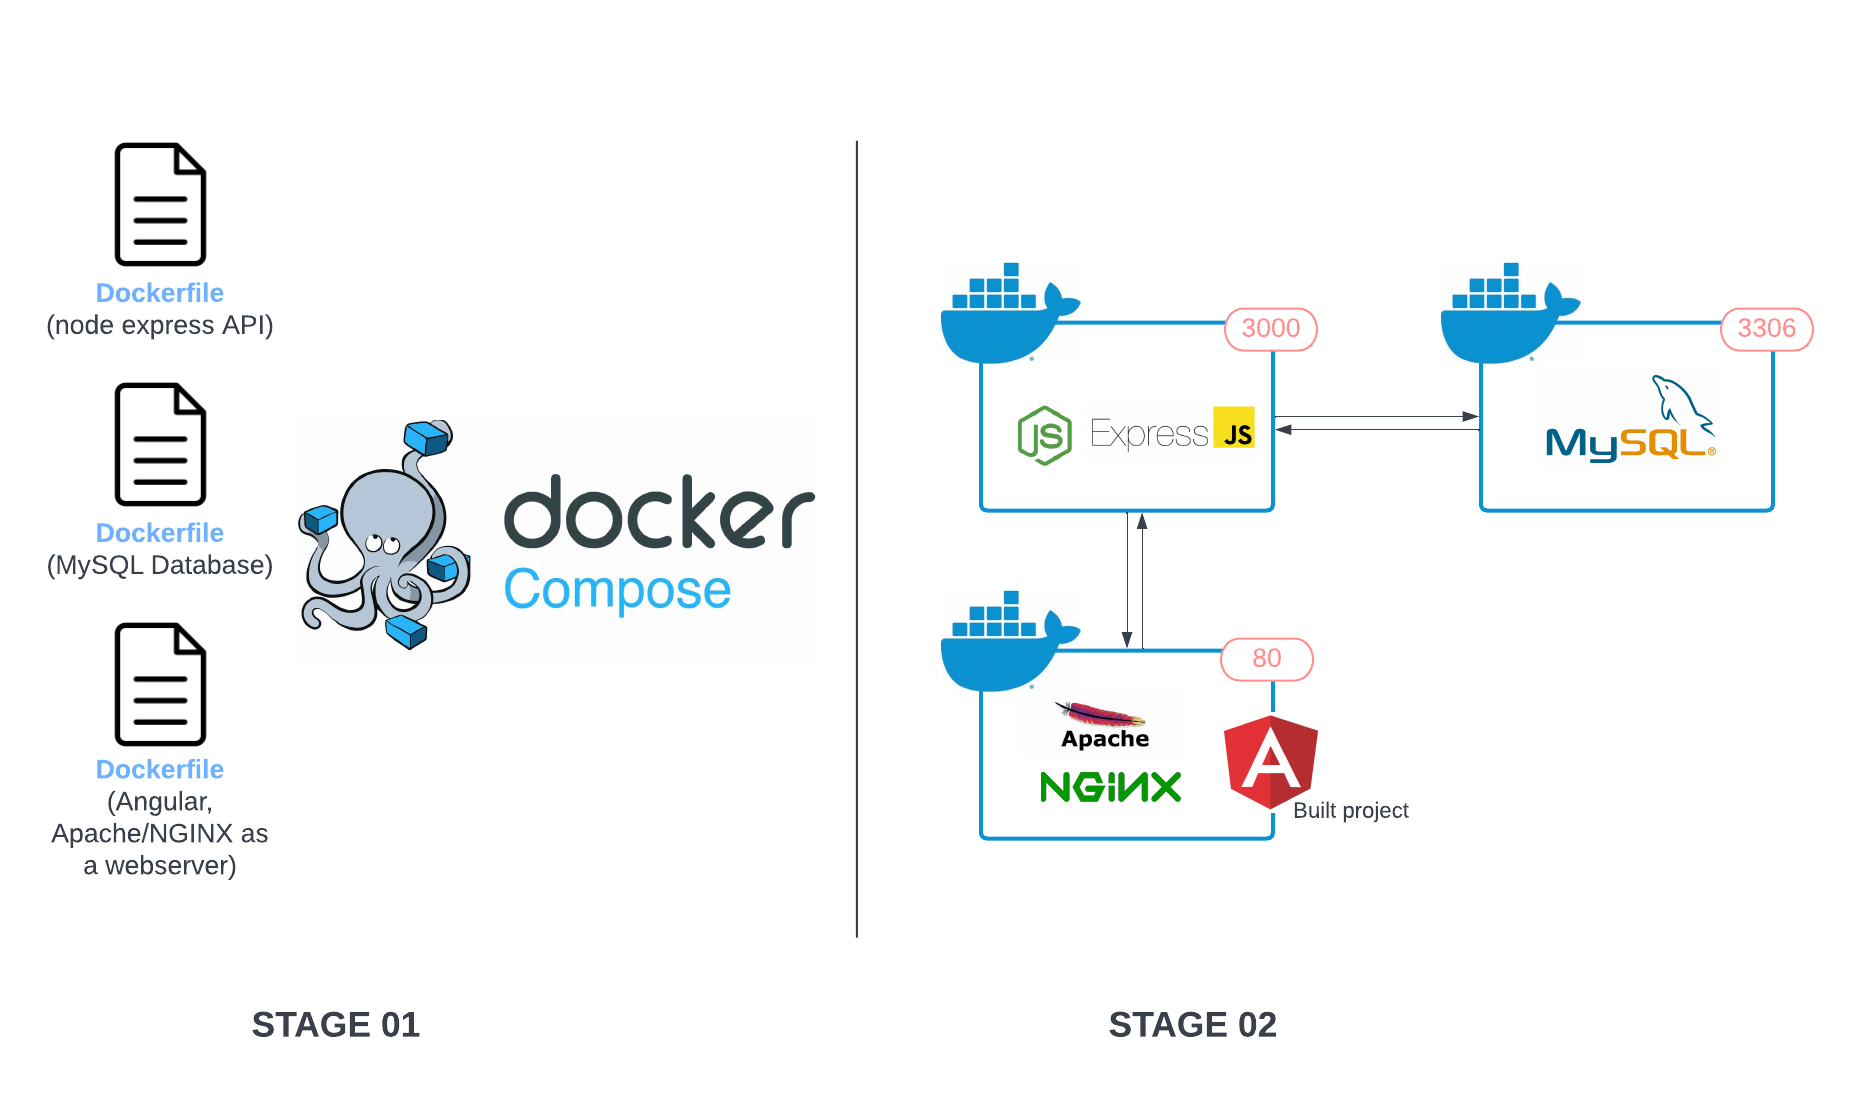 Dockerfile
(node express API)
Dockerfile
(MySQL Database)
Dockerfile
(Angular,
Apache/NGINX as
a webserver)
docker
Compose
STAGE 01
3000
JS
Express JS
3306
MySQL®
80
Apache
NGiNX
A
Built project
STAGE 02